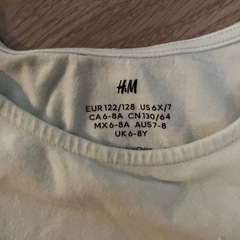 H&M
EUR 122/128 US 6X/7
CA 6-8A CN 130/64
MX 6-8A AU 57-8
UK 6-8Y